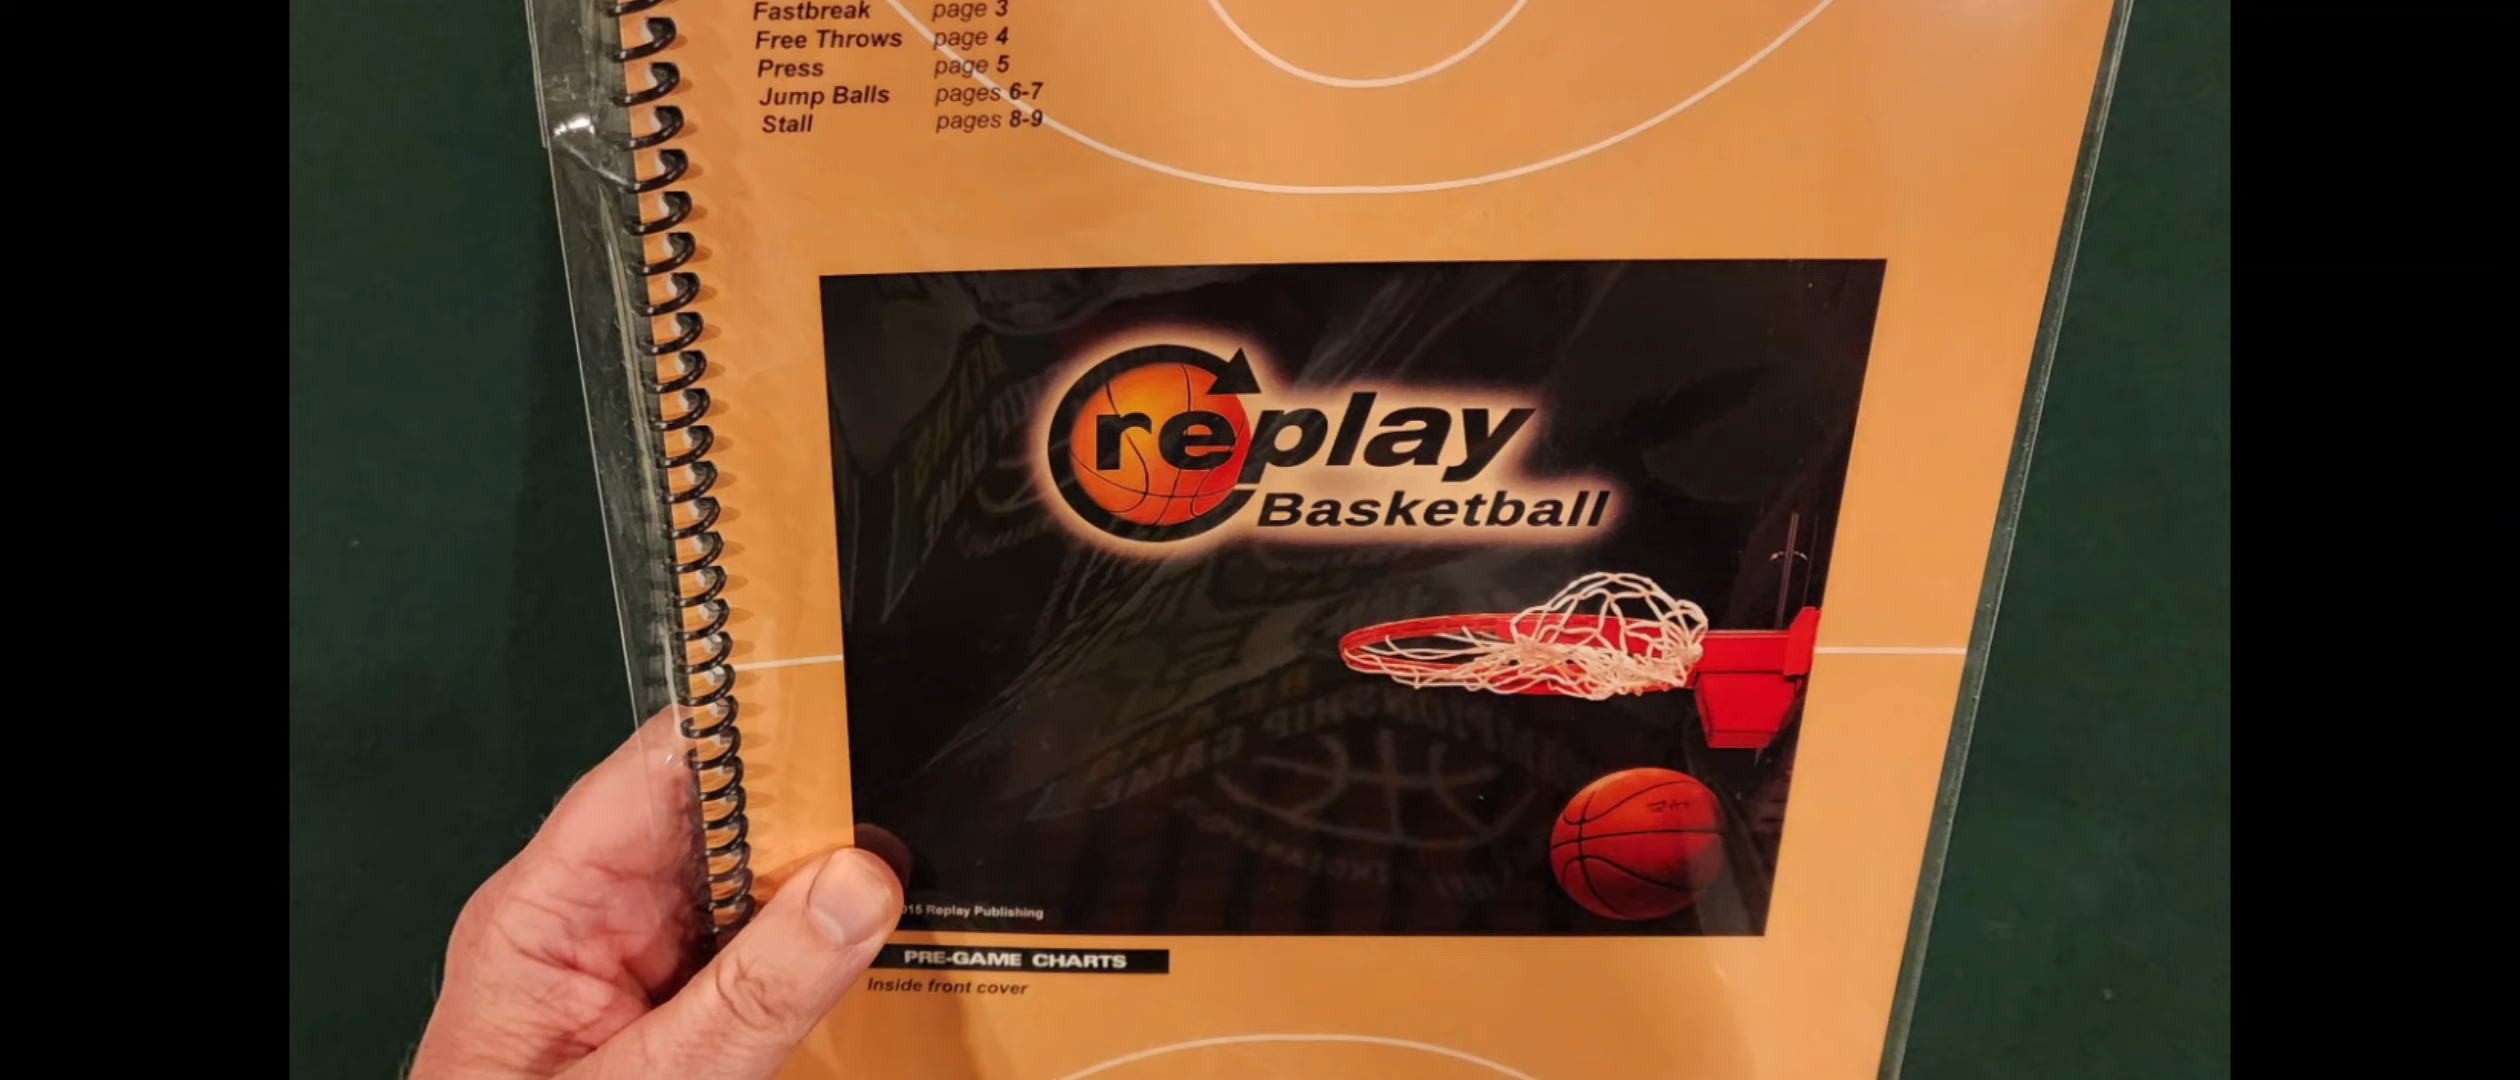 Fastbreak page 3
Free Throws page 4
Press page 5
Jump Balls pages 6-7
Stall pages 8-9
replay
Basketball
Replay Publishing
PRE-GAME CHARTS
Inside front cover